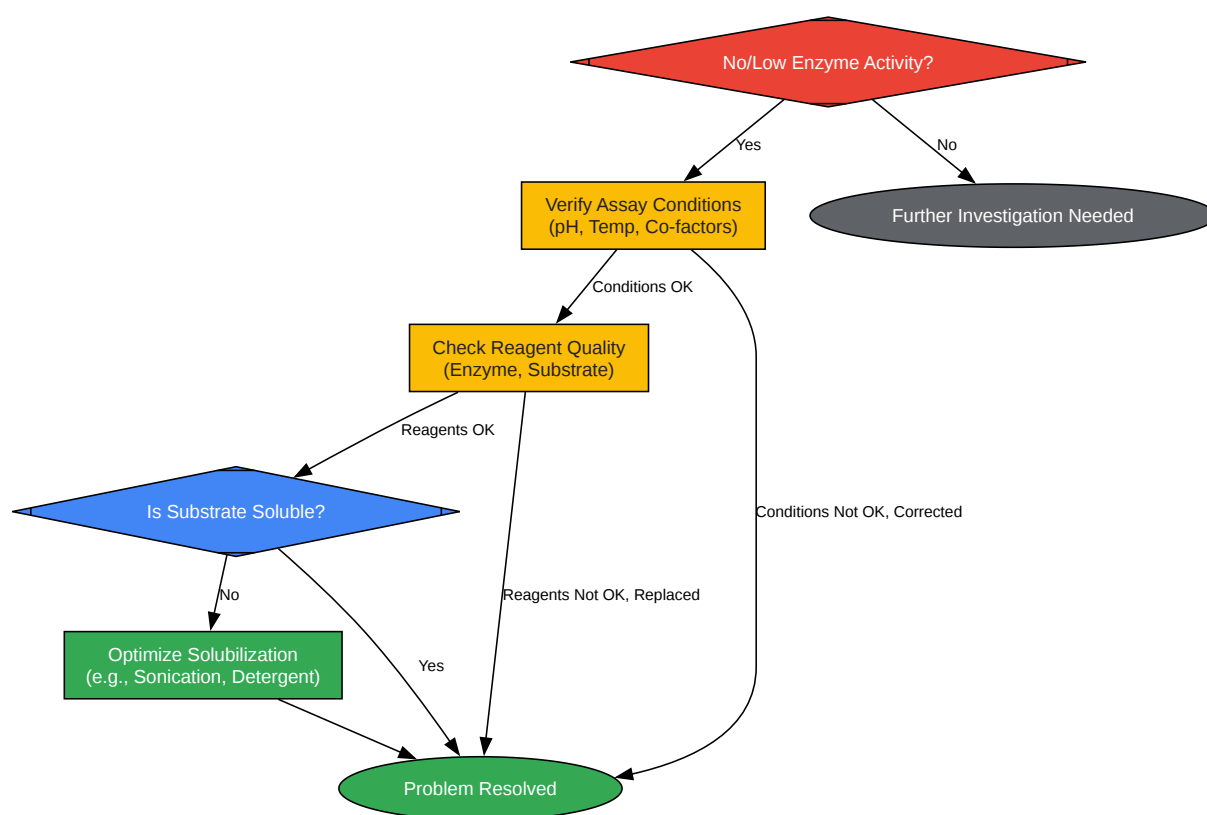 No/Low Enzyme Activity?
Yes
No
Verify Assay Conditions
(pH, Temp, Co-factors)
Further Investigation Needed
Conditions OK
Check Reagent Quality
(Enzyme, Substrate)
Reagents OK
Is Substrate Soluble?
Conditions Not OK, Corrected
No
Reagents Not OK, Replaced
Optimize Solubilization
(e.g., Sonication, Detergent)
Yes
Problem Resolved